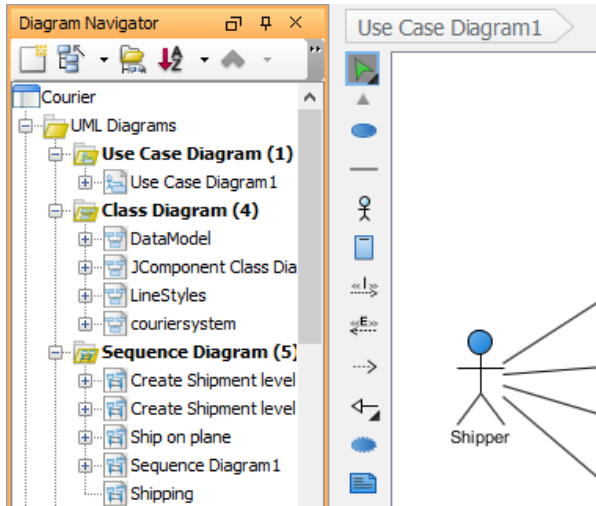 Diagram Navigator
Use Case Diagram1
Courier
UML Diagrams
Use Case Diagram (1)
Use Case Diagram1
Class Diagram (4)
DataModel
JComponent Class Dia
LineStyles
couriersystem
Sequence Diagram (5)
Create Shipment level
Create Shipment level
Ship on plane
Sequence Diagram1
Shipping
«I»
«E»
Shipper